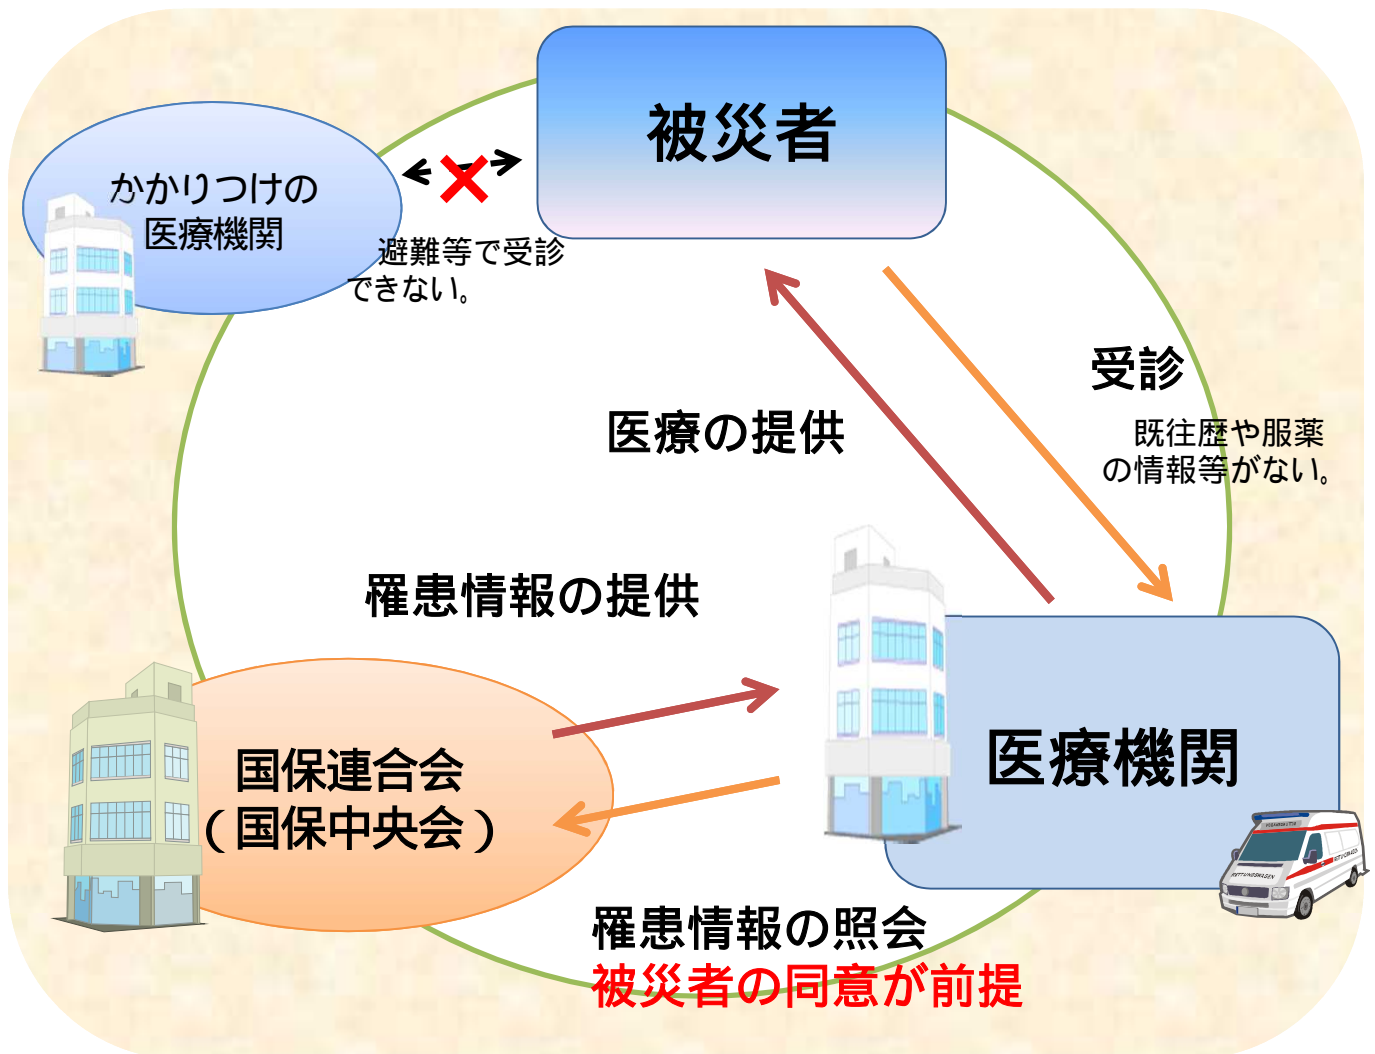 被災者
かかりつけの
医療機関
避難等で受診
できない。
受診
既往歴や服薬
の情報等がない。
医療の提供
罹患情報の提供
国保連合会
(国保中央会)
医療機関
RETTUNGSWAGEN
RETTUNGSWAGEN
罹患情報の照会
被災者の同意が前提